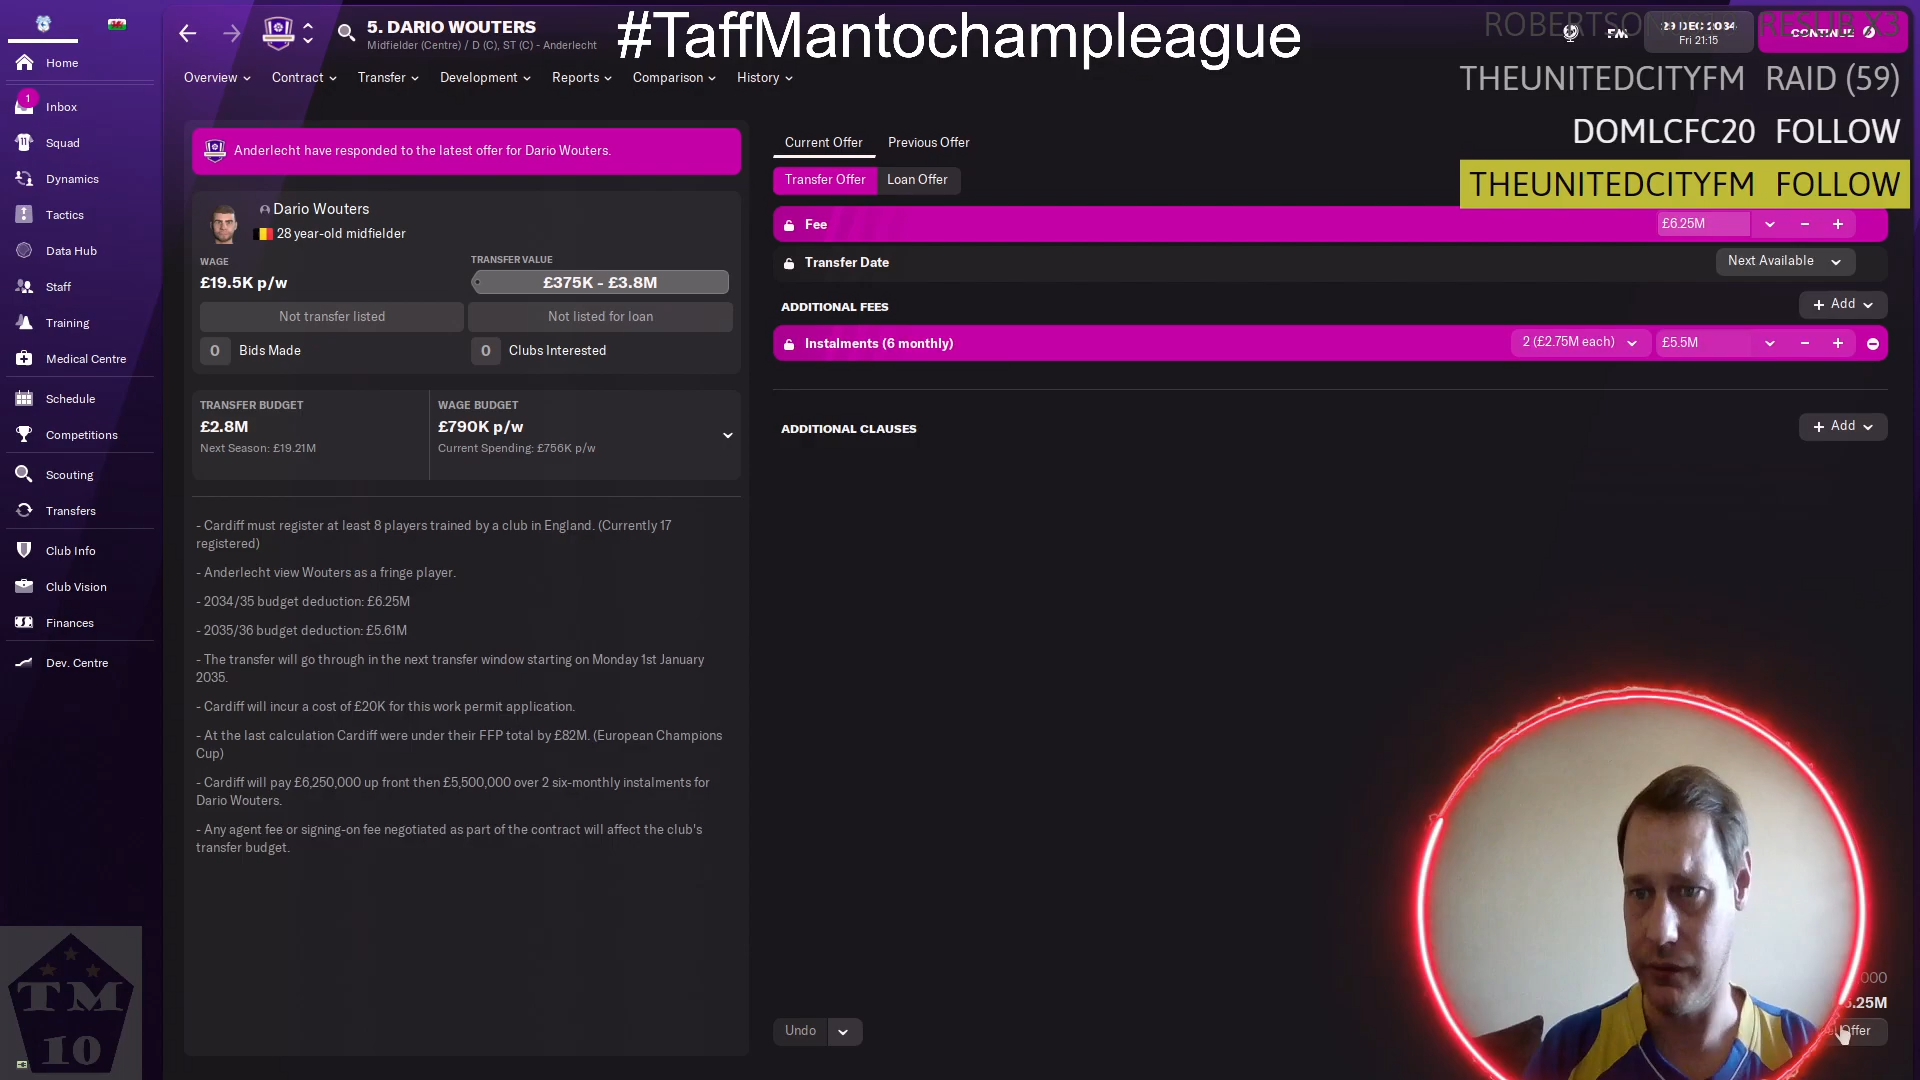 Home
1
Inbox
Squad
Dynamics
Tactics
Data Hub
Staff
Training
Medical Centre
Schedule
Competitions
Scouting
Transfers
Club Info
Club Vision
Finances
Dev. Centre
TM
10
5. DARIO WOUTERS
Midfielder (Centre) / D (C), ST (C) - Anderlecht
#TaffMantochampleague
FM
29 DEC 2034
Fri 21:15
CONTINUE
THEUNITEDCITYFM RAID (59)
DOMLCFC20 FOLLOW
THEUNITEDCITYFM FOLLOW
Overview Contract Transfer Development Reports Comparison History
Anderlecht have responded to the latest offer for Dario Wouters.
Dario Wouters
28 year-old midfielder
WAGE
£19.5K p/w
TRANSFER VALUE
£375K - £3.8M
Not transfer listed
Not listed for loan
0 Bids Made
0 Clubs Interested
TRANSFER BUDGET
£2.8M
Next Season: £19.21M
WAGE BUDGET
£790K p/w
Current Spending: £756K p/w
- Cardiff must register at least 8 players trained by a club in England. (Currently 17
registered)
- Anderlecht view Wouters as a fringe player.
- 2034/35 budget deduction: £6.25M
- 2035/36 budget deduction: £5.61M
- The transfer will go through in the next transfer window starting on Monday 1st January
2035.
- Cardiff will incur a cost of £20K for this work permit application.
- At the last calculation Cardiff were under their FFP total by £82M. (European Champions
Cup)
- Cardiff will pay £6,250,000 up front then £5,500,000 over 2 six-monthly instalments for
Dario Wouters.
- Any agent fee or signing-on fee negotiated as part of the contract will affect the club's
transfer budget.
Current Offer Previous Offer
Transfer Offer Loan Offer
Fee £6.25M
Transfer Date Next Available
ADDITIONAL FEES + Add
Instalments (6 monthly) 2 (£2.75M each) £5.5M
ADDITIONAL CLAUSES + Add
.25M
Undo
Offer